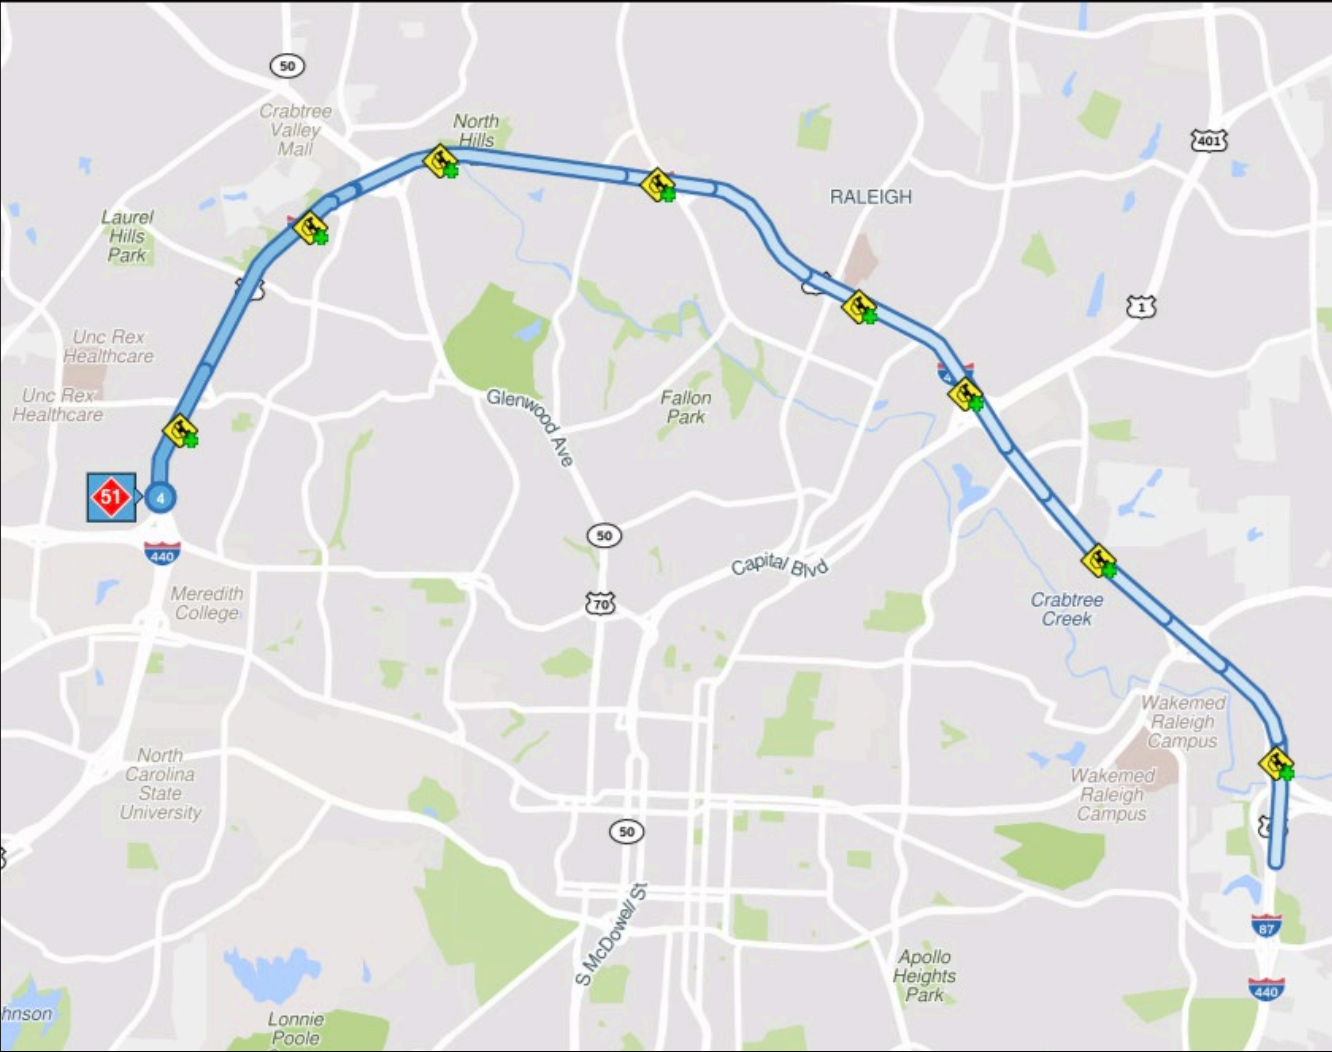 50
Crabtree
Valley
Mall
North
Hills
401
RALEIGH
Laurel
Hills
Park
1
Unc Rex
Healthcare
Unc Rex
Healthcare
Glenwood Ave
Fallon
Park
51
4
50
440
Capital Blvd
70
Meredith
College
Crabtree
Creek
Wakemed
Raleigh
Campus
North
Carolina
State
University
Wakemed
Raleigh
Campus
50
S McDowell St
87
Apollo
Heights
Park
440
hnson
Lonnie
Poole